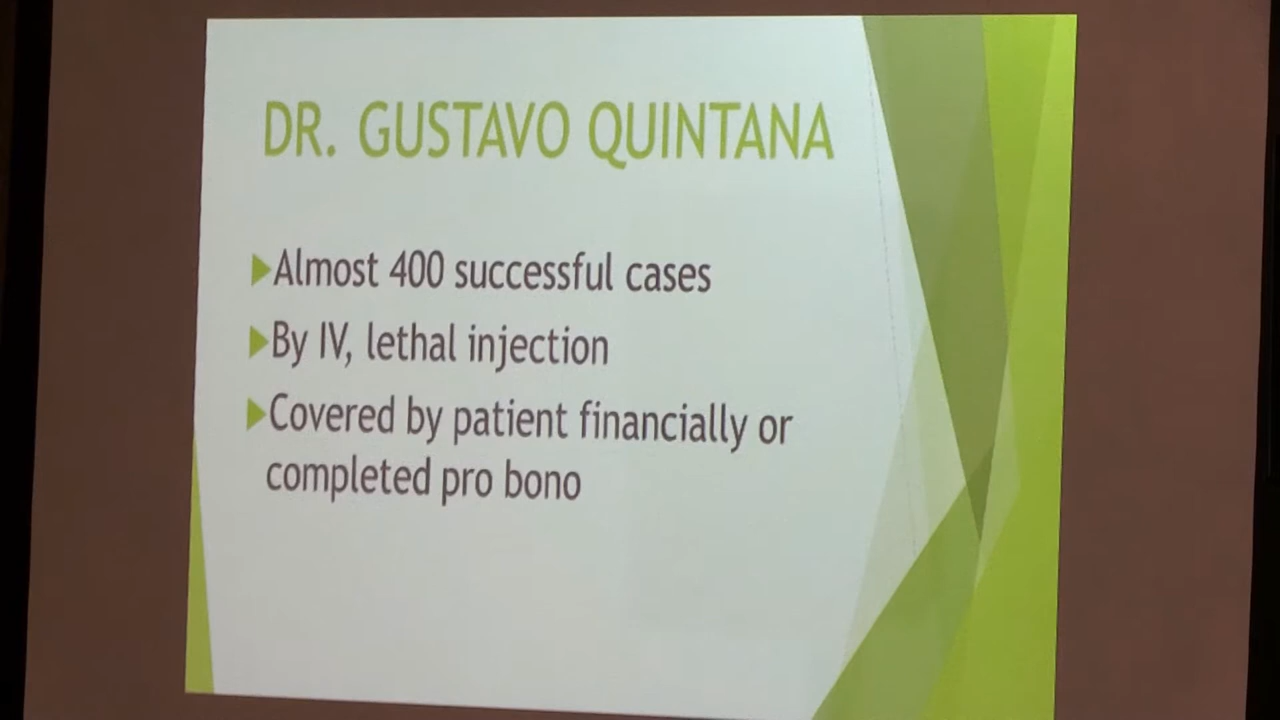 DR. GUSTAVO QUINTANA
Almost 400 successful cases
By IV, lethal injection
Covered by patient financially or
completed pro bono